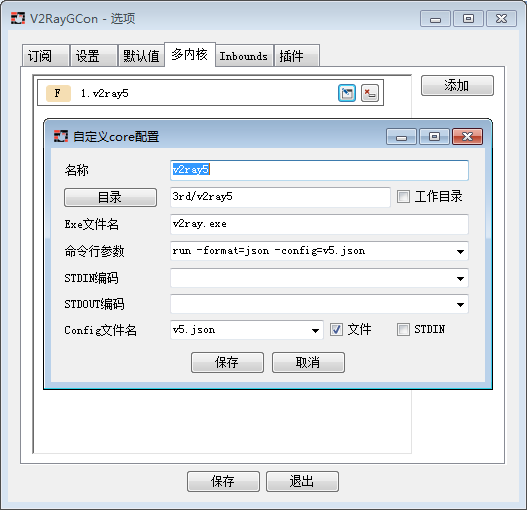 V2RayGCon - 选项
订阅 设置 默认值 多内核 Inbounds 插件
F 1.v2ray5
添加
自定义core配置
名称 v2ray5
目录 3rd/v2ray5 工作目录
Exe文件名 v2ray.exe
命令行参数 run -format=json -config=v5.json
STDIN编码
STDOUT编码
Config文件名 v5.json 文件 STDIN
保存 取消
保存 退出